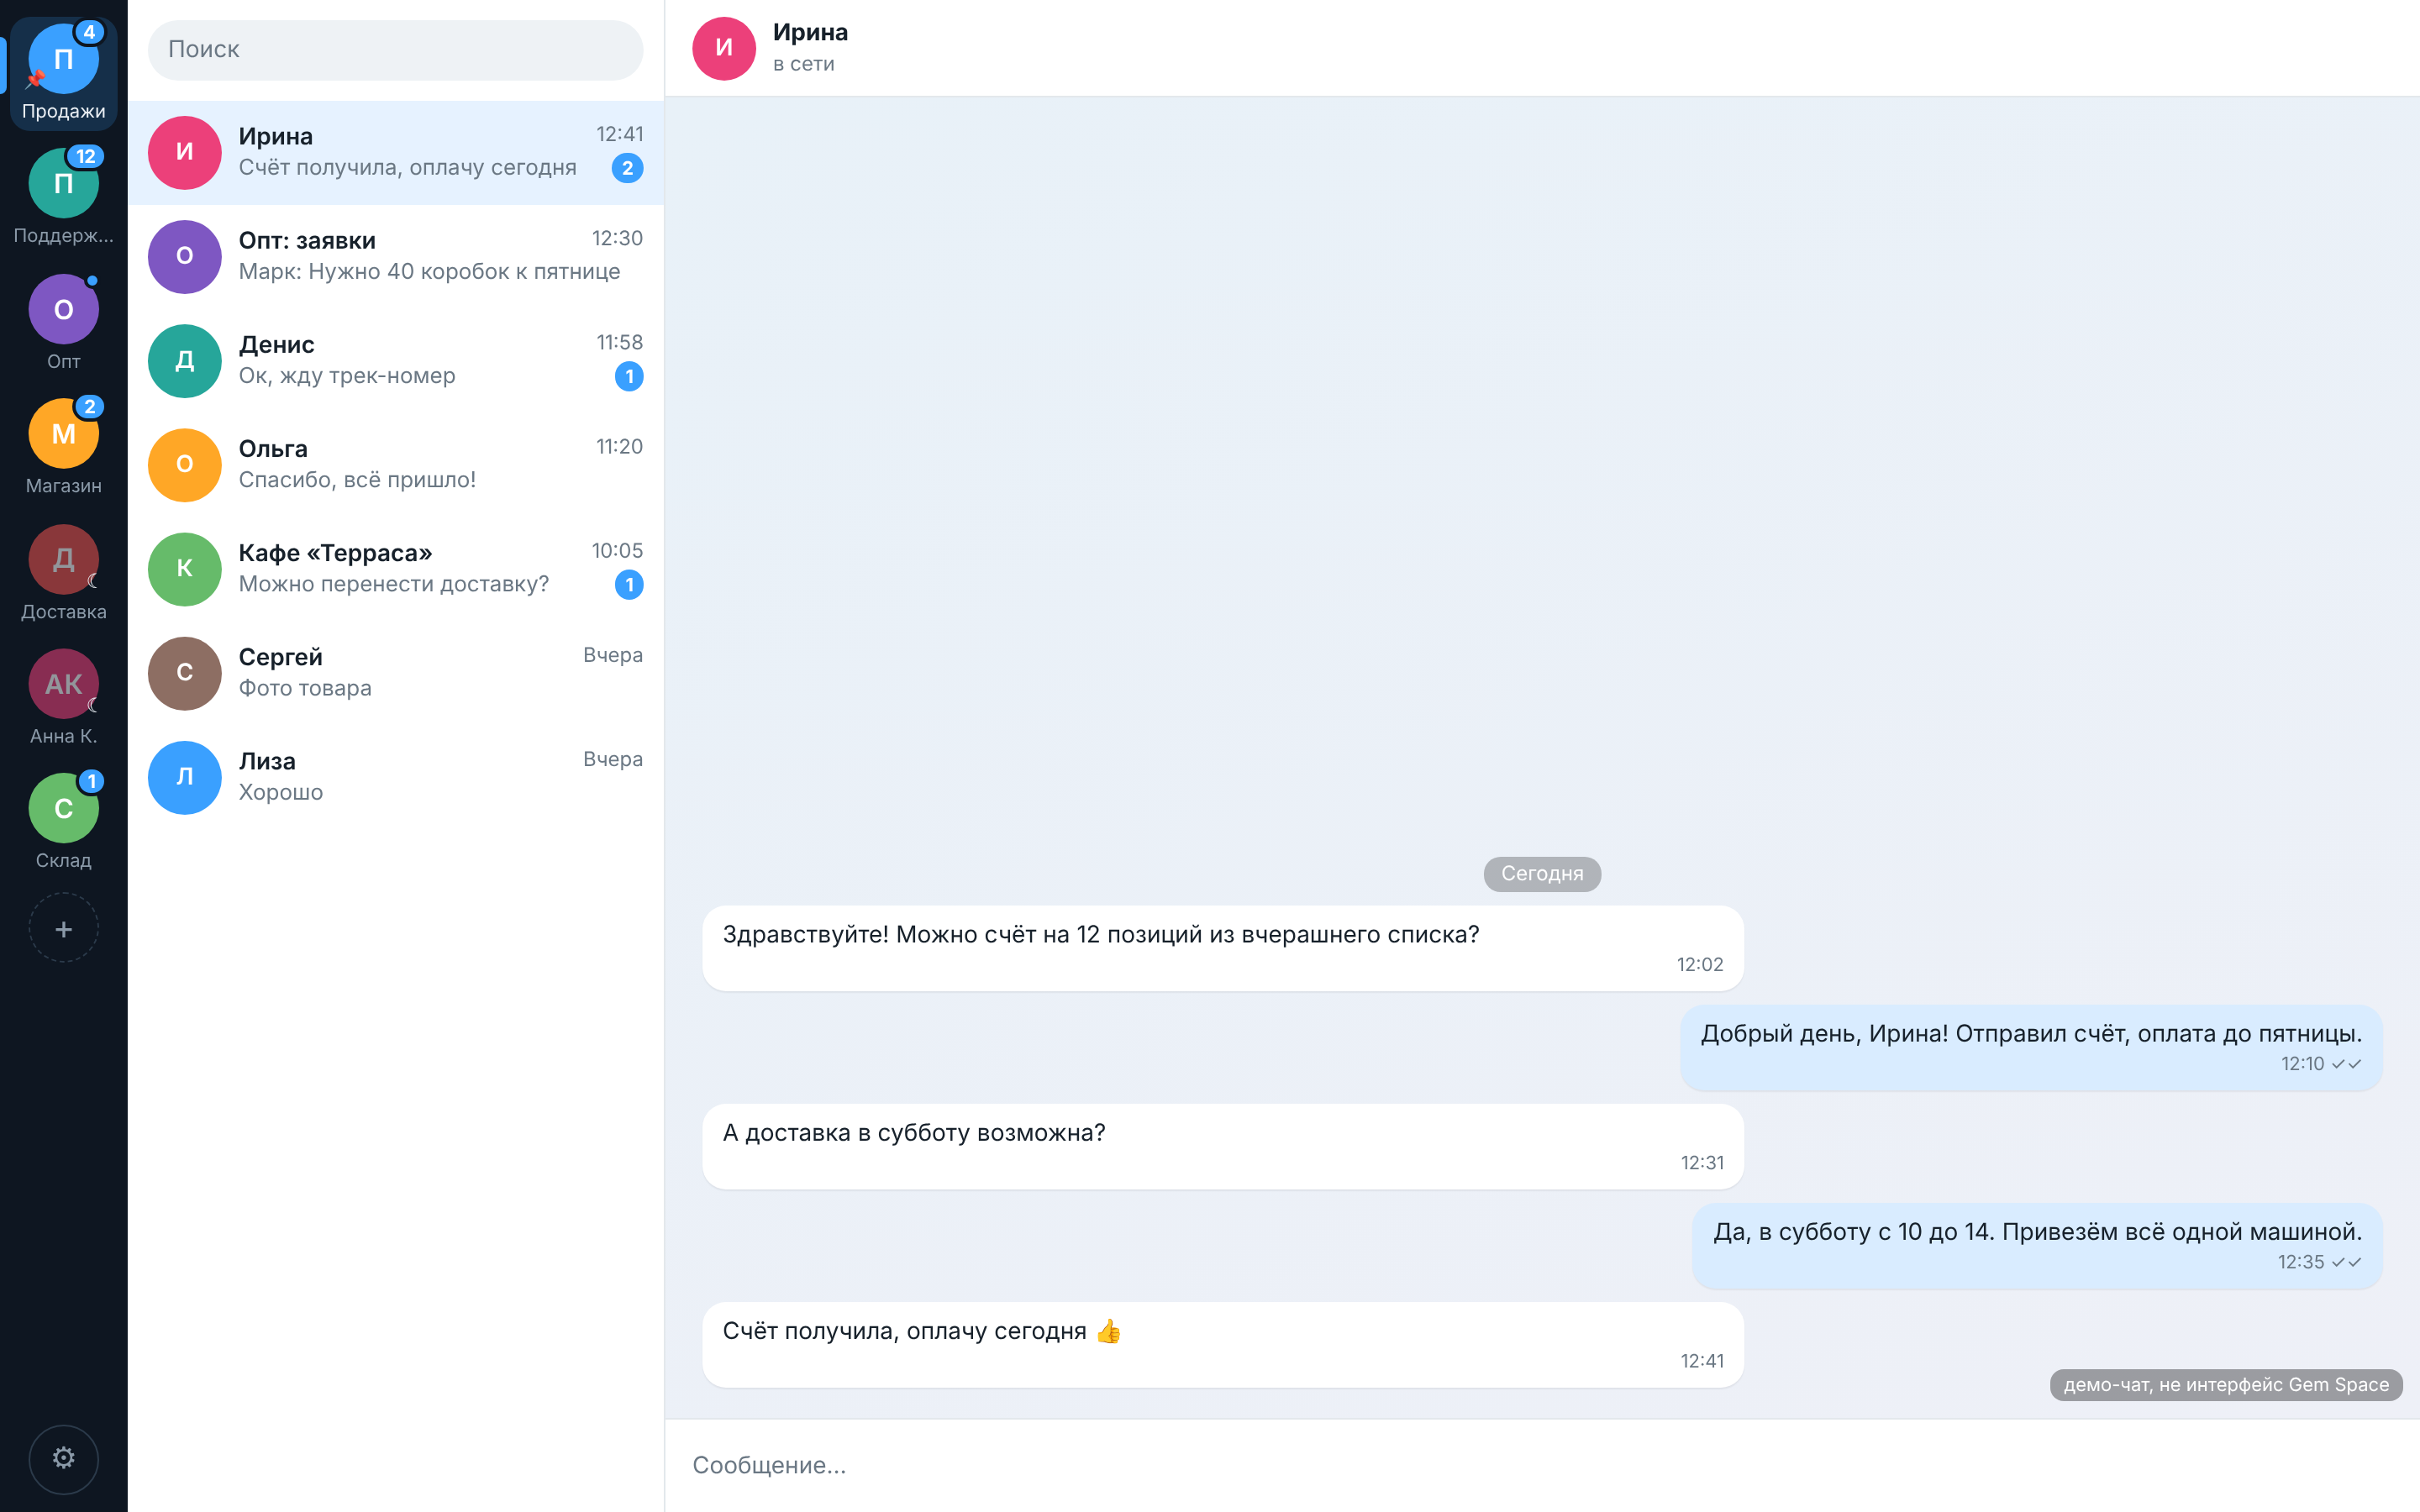 4
П
Продажи
12
П
Поддерж...
О
Опт
2
М
Магазин
Д
Доставка
АК
Анна К.
1
С
Склад
+
Поиск
И
Ирина
12:41
Счёт получила, оплачу сегодня
2
О
Опт: заявки
12:30
Марк: Нужно 40 коробок к пятнице
Д
Денис
11:58
Ок, жду трек-номер
1
О
Ольга
11:20
Спасибо, всё пришло!
К
Кафе «Терраса»
10:05
Можно перенести доставку?
1
С
Сергей
Вчера
Фото товара
Л
Лиза
Вчера
Хорошо
И
Ирина
в сети
Сегодня
Здравствуйте! Можно счёт на 12 позиций из вчерашнего списка?
12:02
Добрый день, Ирина! Отправил счёт, оплата до пятницы.
12:10 ✓✓
А доставка в субботу возможна?
12:31
Да, в субботу с 10 до 14. Привезём всё одной машиной.
12:35 ✓✓
Счёт получила, оплачу сегодня 👍
12:41
демо-чат, не интерфейс Gem Space
Сообщение...